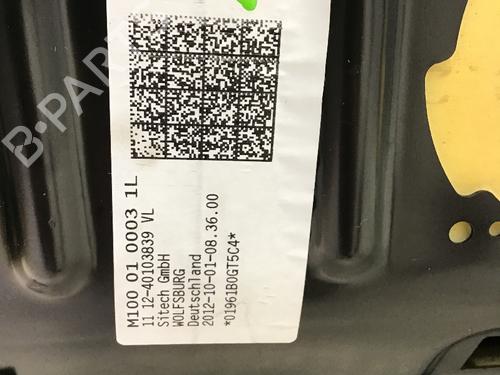 M100 01 0003 1L
11 12-40103839 VL
Sitech GmbH
WOLFSBURG
Deutschland
2012-10-01-08.36.00
*01961B0GT5C4*
B-PARTS